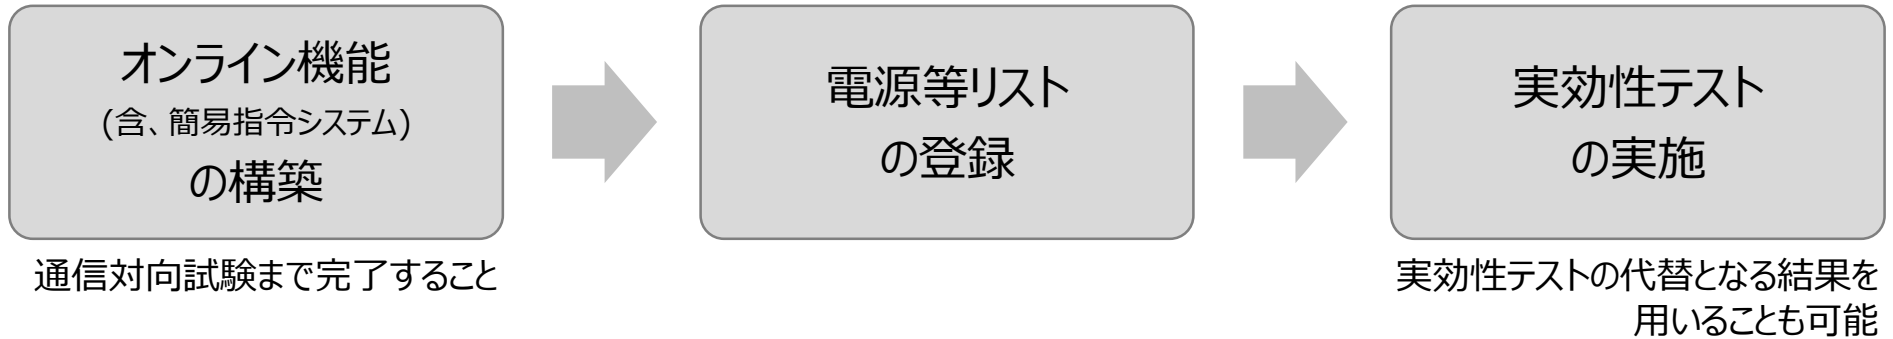 オンライン機能
(含、簡易指令システム)
の構築
通信対向試験まで完了すること
電源等リスト
の登録
実効性テスト
の実施
実効性テストの代替となる結果を
用いることも可能